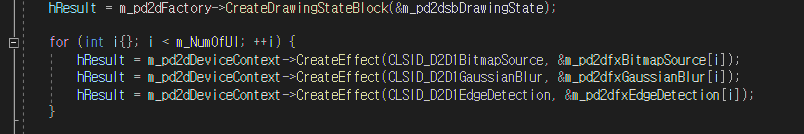 hResult = m_pd2dFactory->CreateDrawingStateBlock(&m_pd2dsbDrawingState);
for (int i{}; i < m_NumOfUI; ++i) {
hResult = m_pd2dDeviceContext->CreateEffect(CLSID_D2D1BitmapSource, &m_pd2dfxBitmapSource[i]);
hResult = m_pd2dDeviceContext->CreateEffect(CLSID_D2D1GaussianBlur, &m_pd2dfxGaussianBlur[i]);
hResult = m_pd2dDeviceContext->CreateEffect(CLSID_D2D1EdgeDetection, &m_pd2dfxEdgeDetection[i]);
}